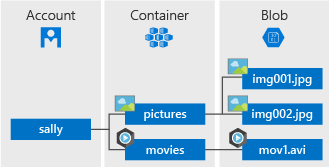 Account
Container
Blob
sally
pictures
movies
img001.jpg
img002.jpg
mov1.avi